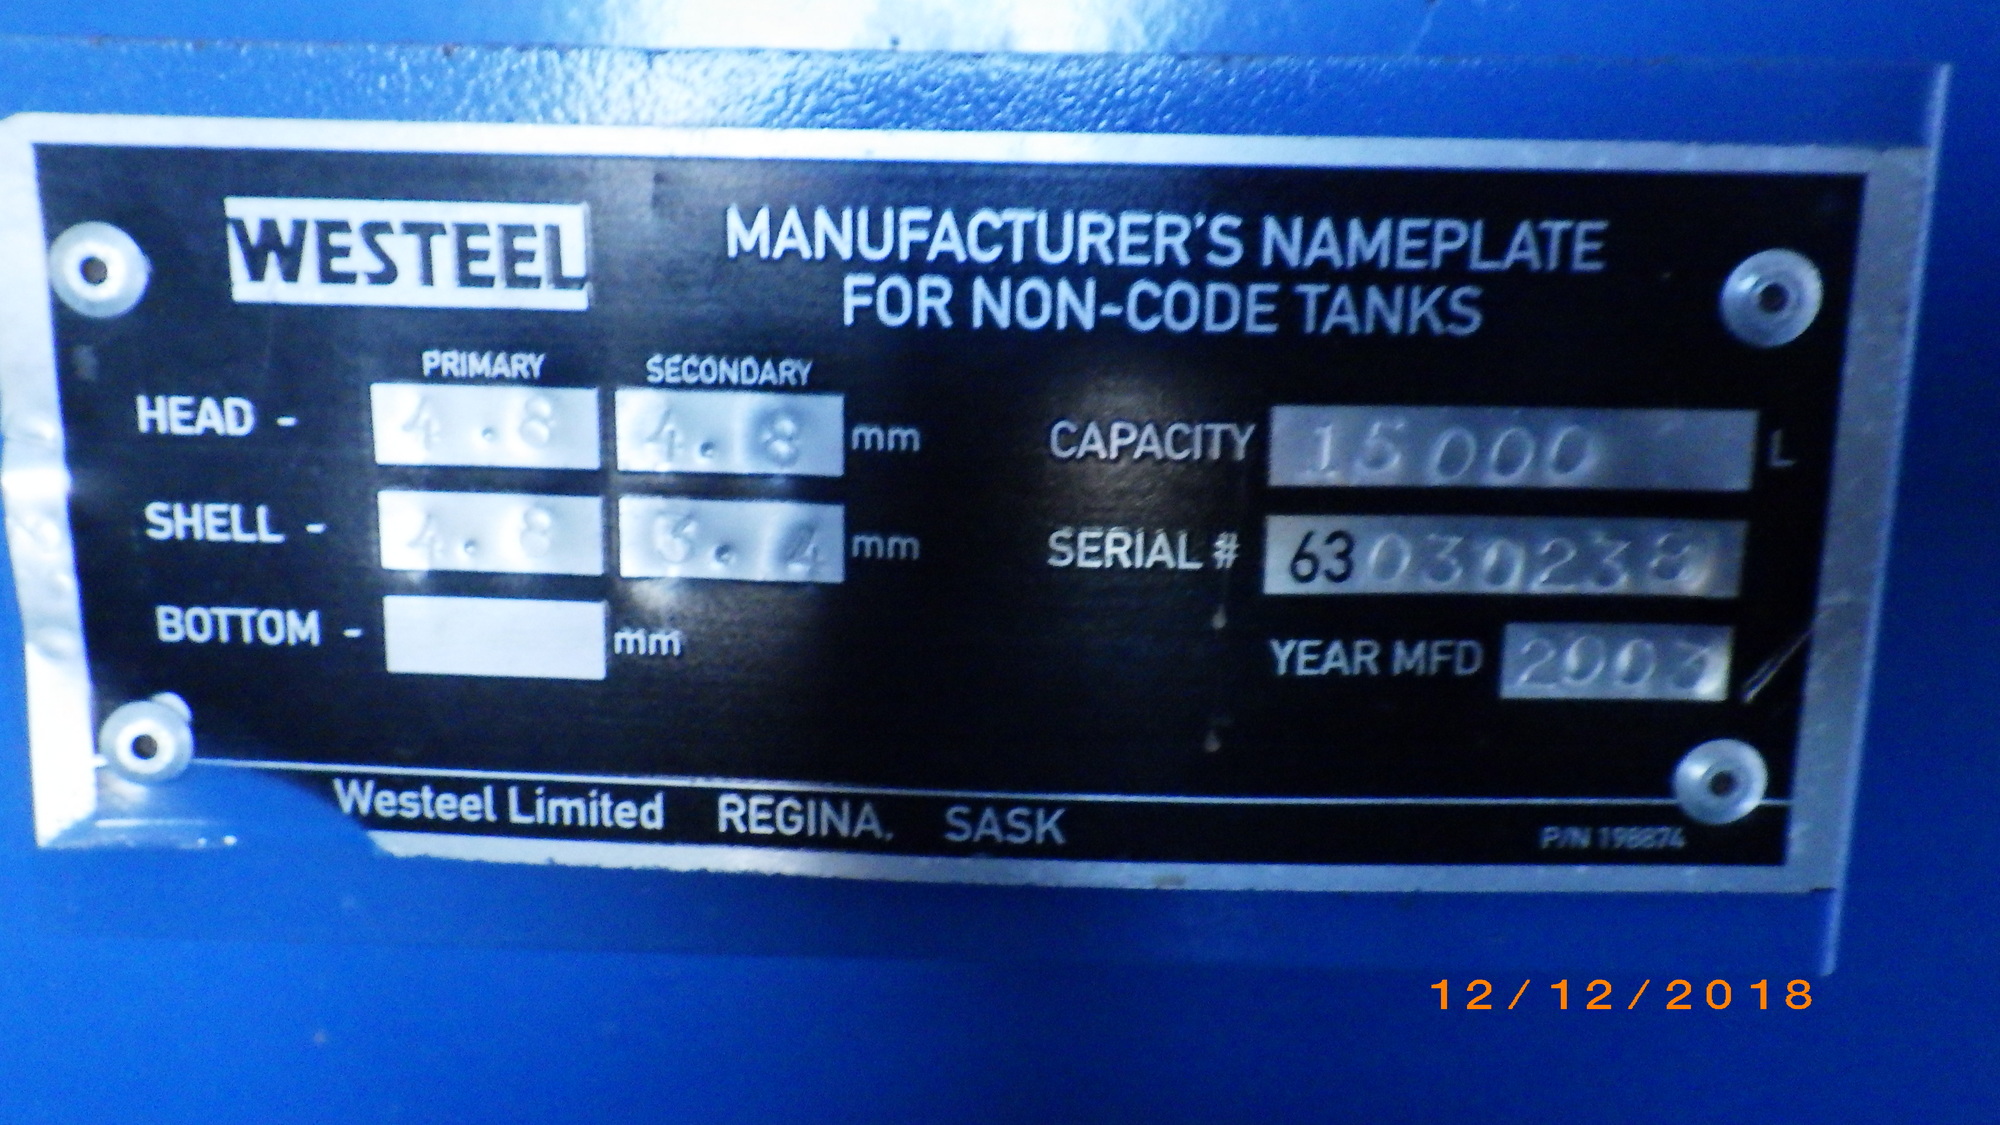 WESTEEL
MANUFACTURER'S NAMEPLATE
FOR NON-CODE TANKS
PRIMARY SECONDARY
HEAD - 4.8 4.8 mm
SHELL - 4.8 3.4 mm
BOTTOM - mm
CAPACITY 15000 L
SERIAL # 63030238
YEAR MFD 2003
Westeel Limited REGINA, SASK
P/N 198874
12/12/2018